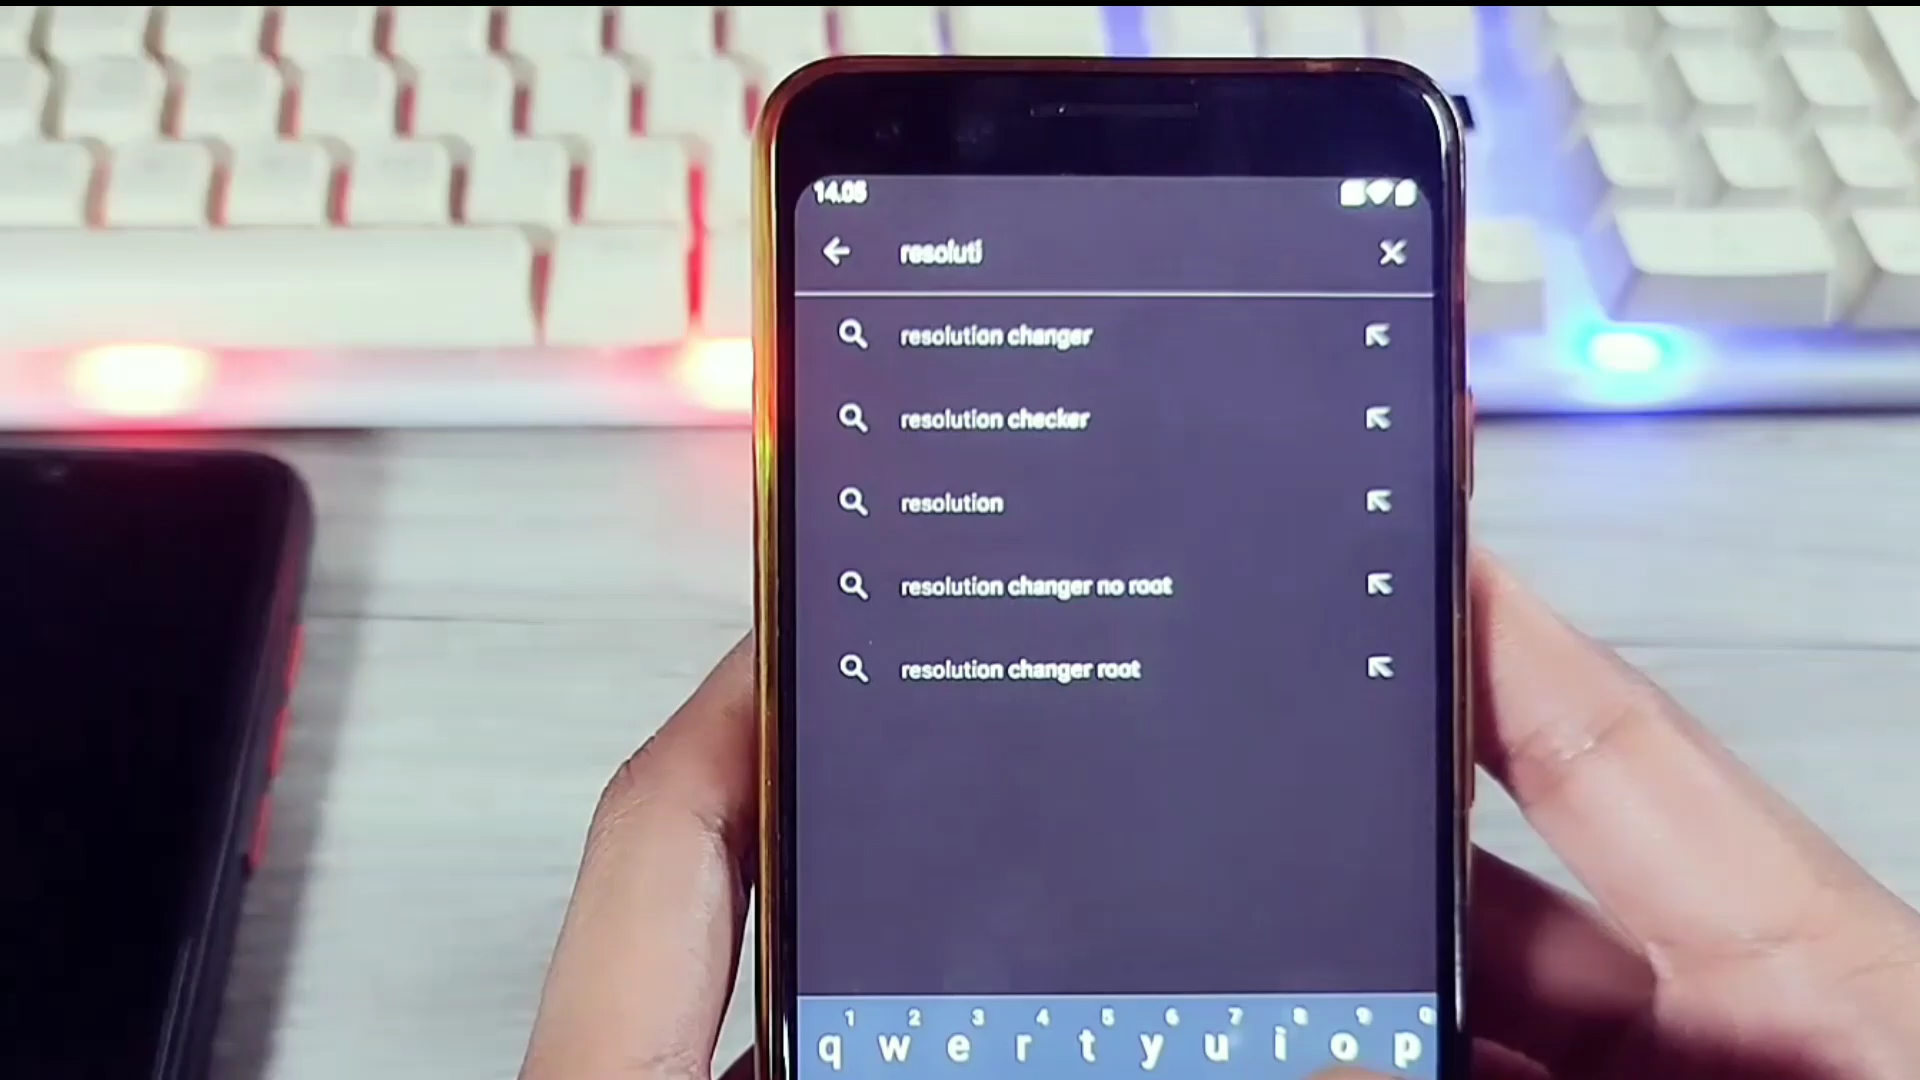 14.05
resoluti
resolution changer
resolution checker
resolution
resolution changer no root
resolution changer root
1 2 3 4 5 6 7 8 9 0
q w e r t y u i o p